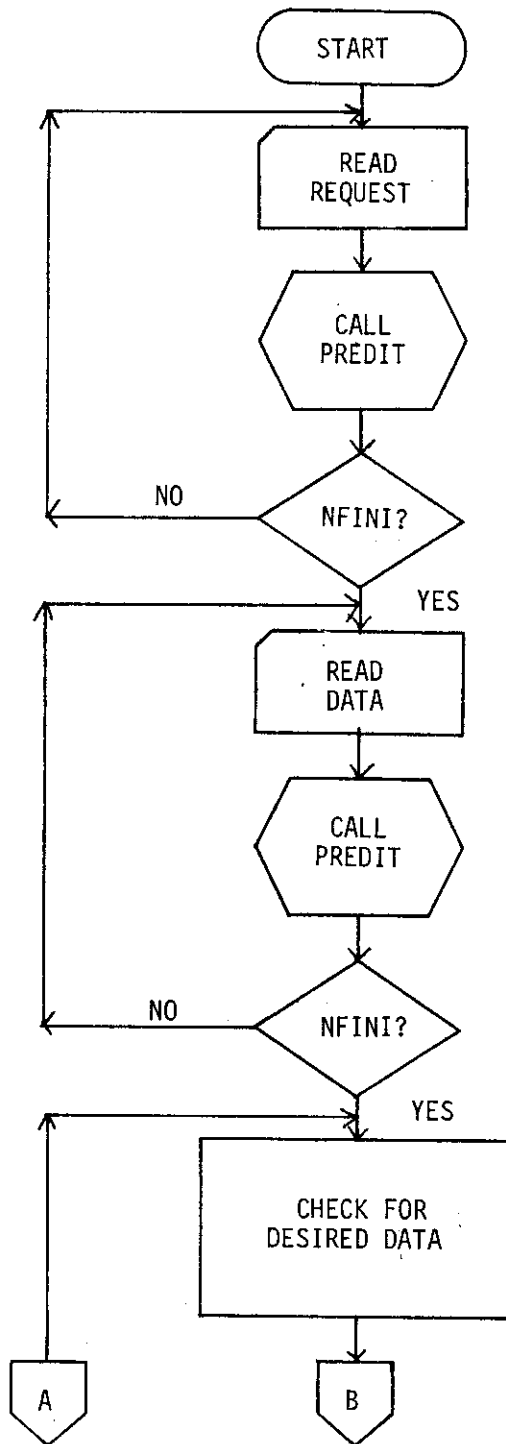 START
READ
REQUEST
CALL
PREDIT
NO
NFINI?
YES
READ
DATA
CALL
PREDIT
NO
NFINI?
YES
CHECK FOR
DESIRED DATA
A
B